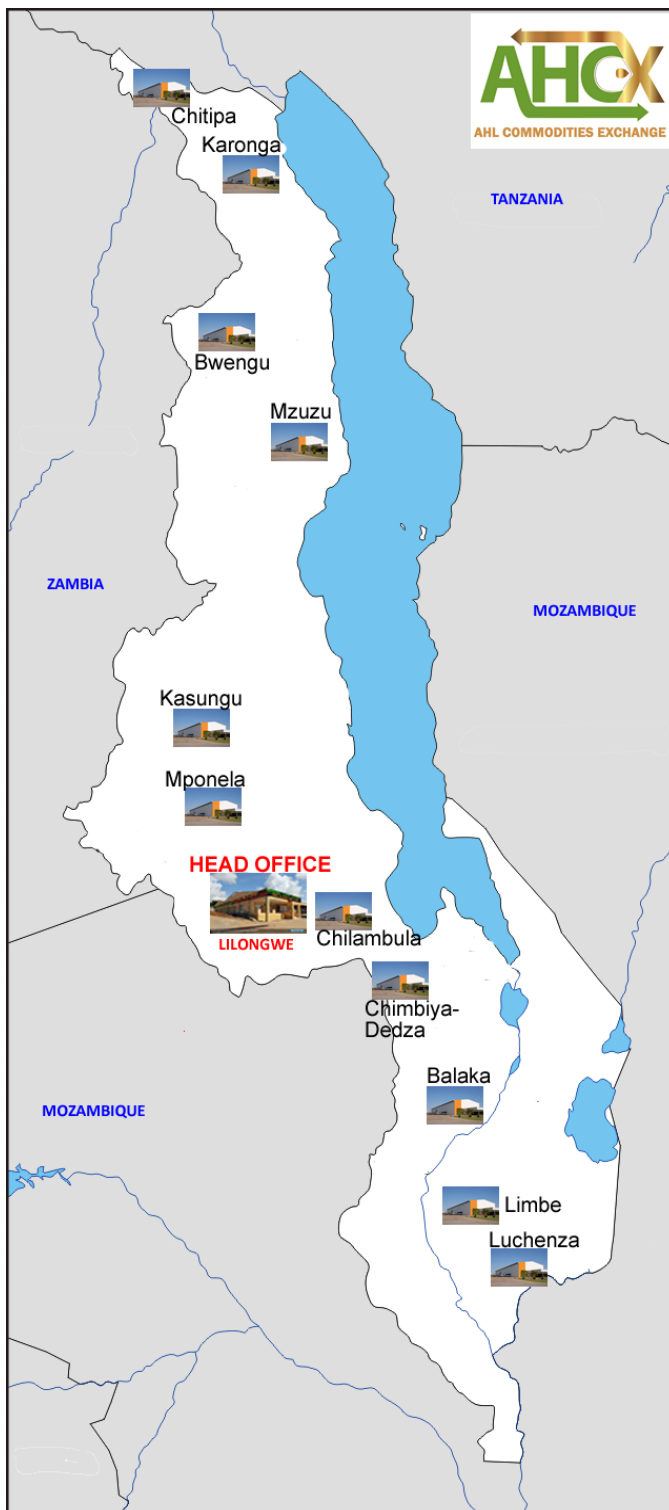 AHCX
AHL COMMODITIES EXCHANGE
Chitipa
Karonga
TANZANIA
Bwengu
Mzuzu
ZAMBIA
MOZAMBIQUE
Kasungu
Mponela
HEAD OFFICE
LILONGWE
Chilambula
Chimbiya-
Dedza
Balaka
MOZAMBIQUE
Limbe
Luchenza